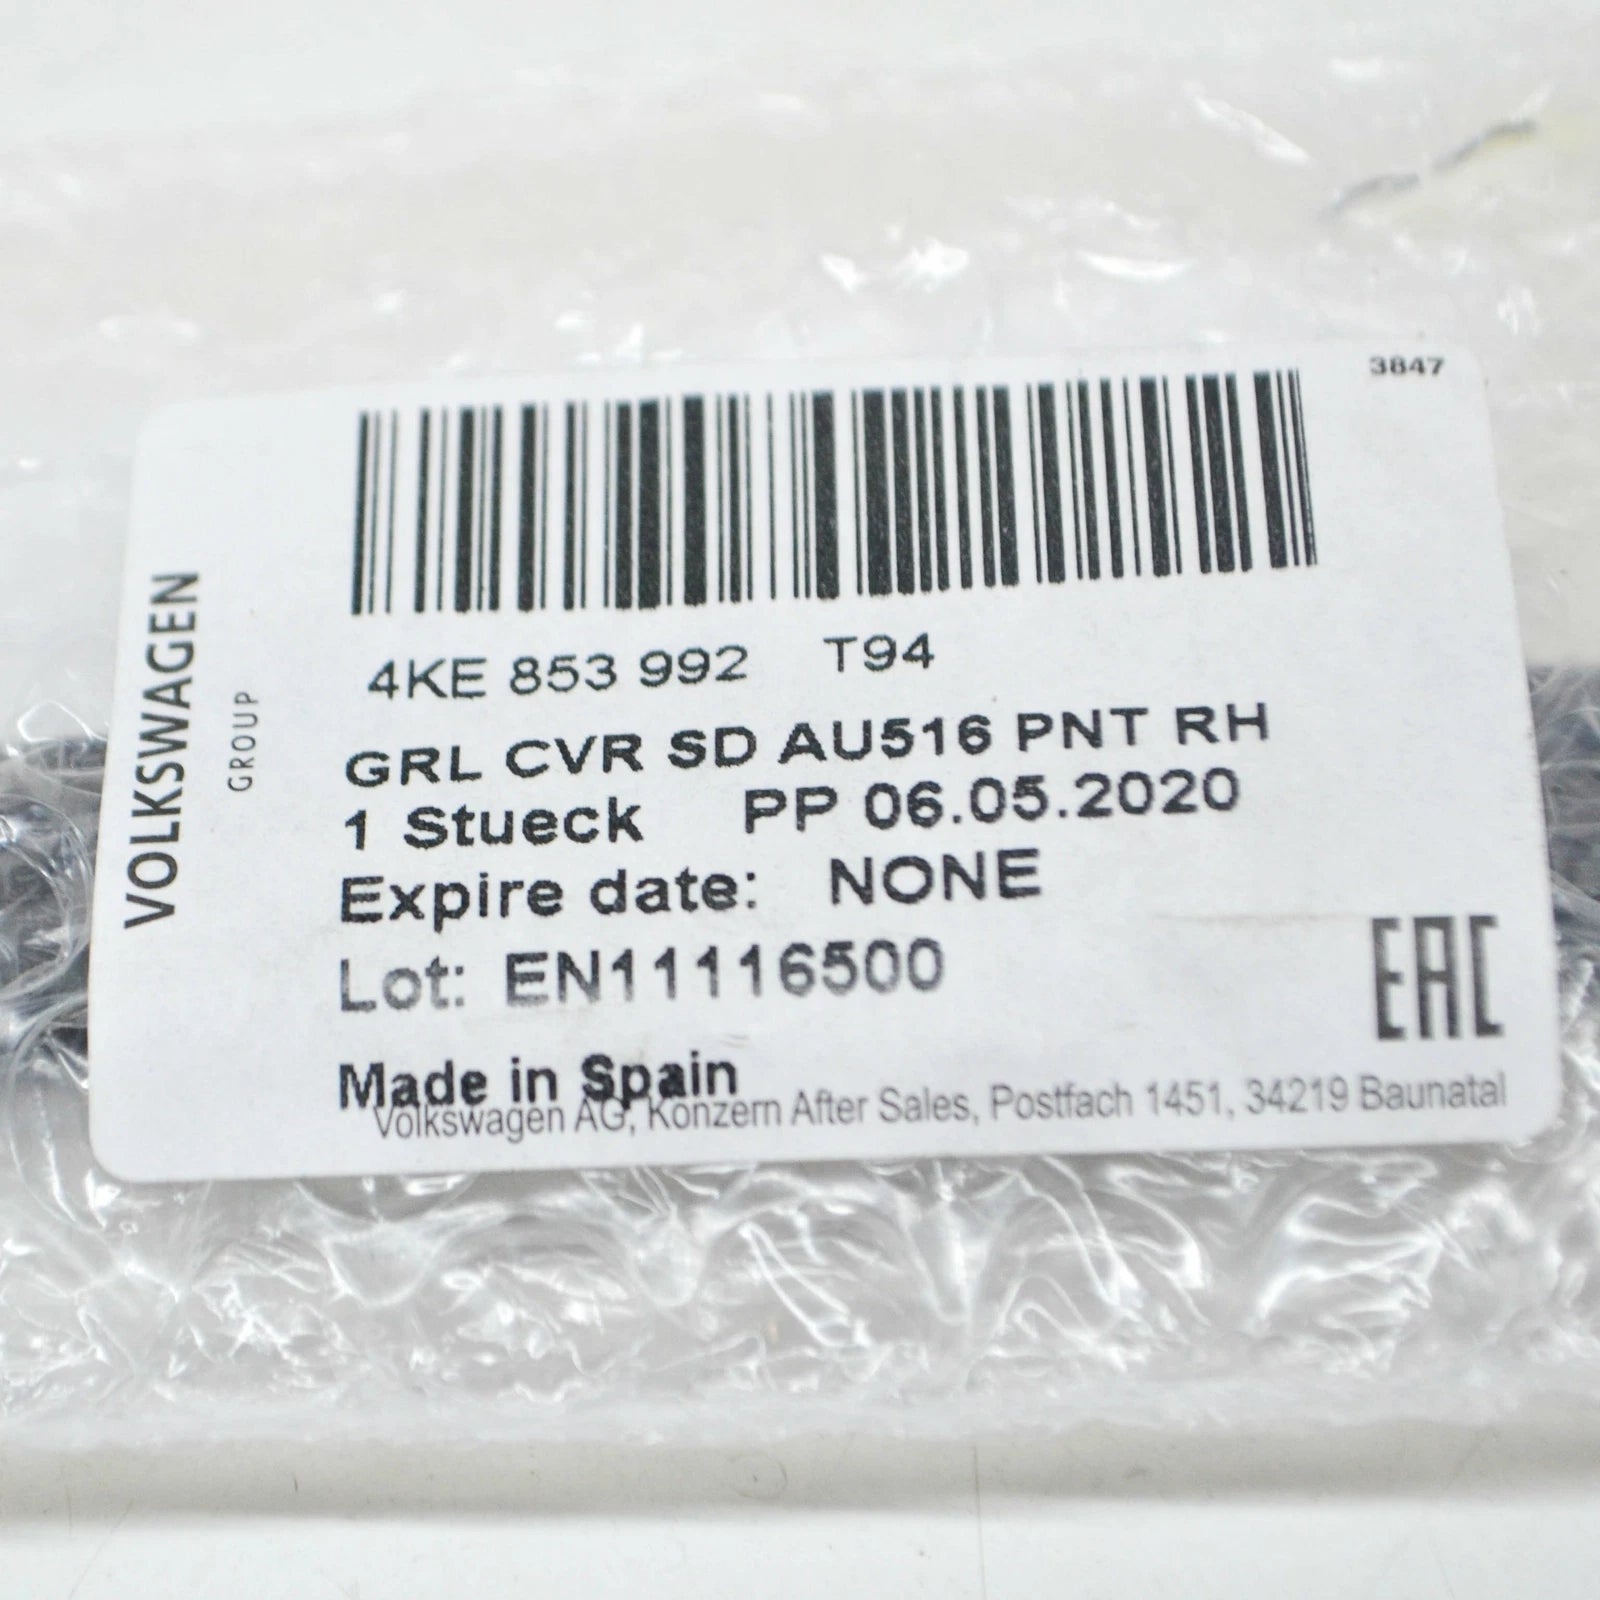 3847
VOLKSWAGEN
GROUP
4KE 853 992 T94
GRL CVR SD AU516 PNT RH
1 Stueck PP 06.05.2020
Expire date: NONE
Lot: EN11116500
EAC
Made in Spain
Volkswagen AG, Konzern After Sales, Postfach 1451, 34219 Baunatal